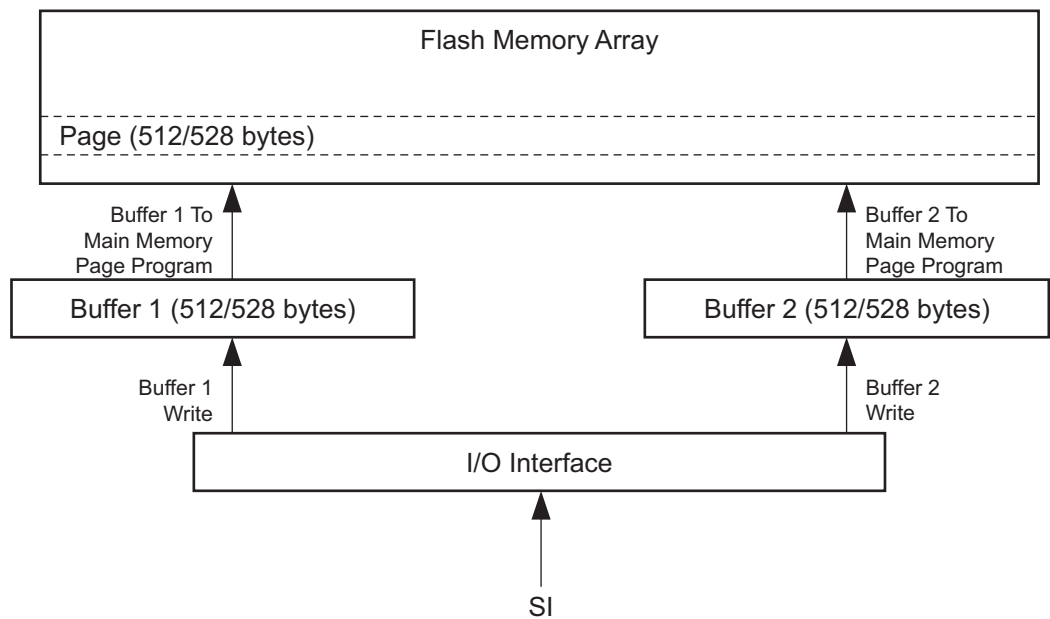 Flash Memory Array
Page (512/528 bytes)
Buffer 1 To
Main Memory
Page Program
Buffer 2 To
Main Memory
Page Program
Buffer 1 (512/528 bytes)
Buffer 2 (512/528 bytes)
Buffer 1
Write
Buffer 2
Write
I/O Interface
SI